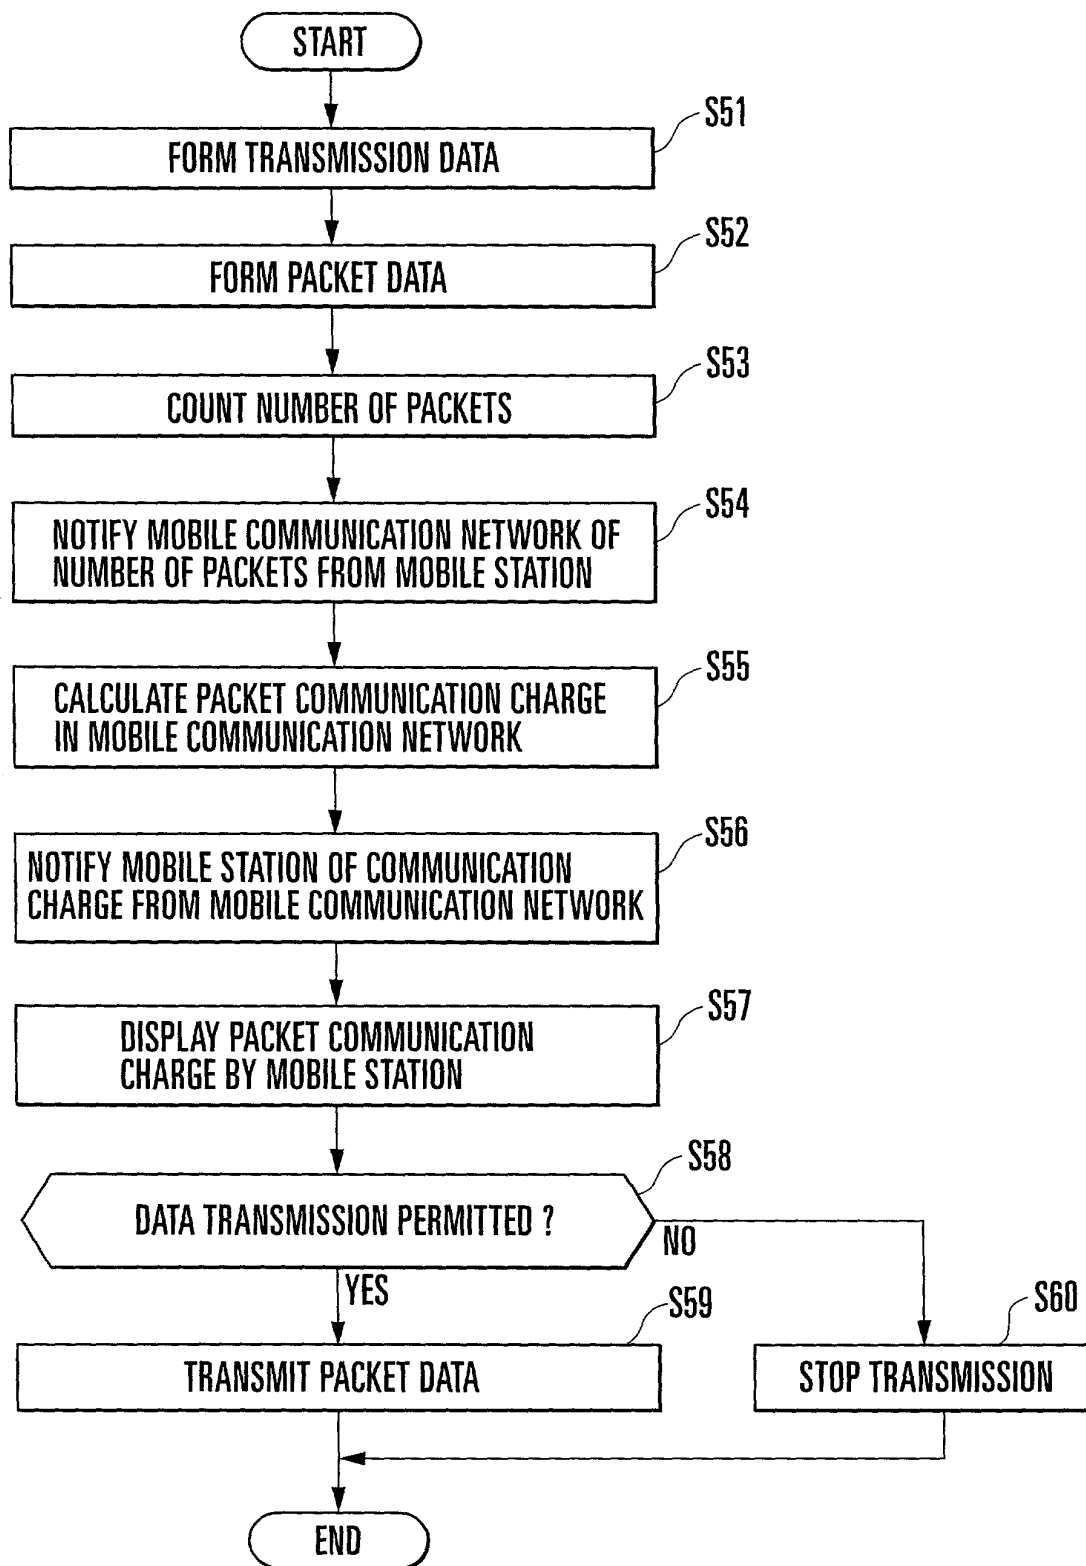 START
S51
FORM TRANSMISSION DATA
S52
FORM PACKET DATA
S53
COUNT NUMBER OF PACKETS
S54
NOTIFY MOBILE COMMUNICATION NETWORK OF
NUMBER OF PACKETS FROM MOBILE STATION
S55
CALCULATE PACKET COMMUNICATION CHARGE
IN MOBILE COMMUNICATION NETWORK
S56
NOTIFY MOBILE STATION OF COMMUNICATION
CHARGE FROM MOBILE COMMUNICATION NETWORK
S57
DISPLAY PACKET COMMUNICATION
CHARGE BY MOBILE STATION
S58
DATA TRANSMISSION PERMITTED ?
NO
YES
S59
TRANSMIT PACKET DATA
S60
STOP TRANSMISSION
END